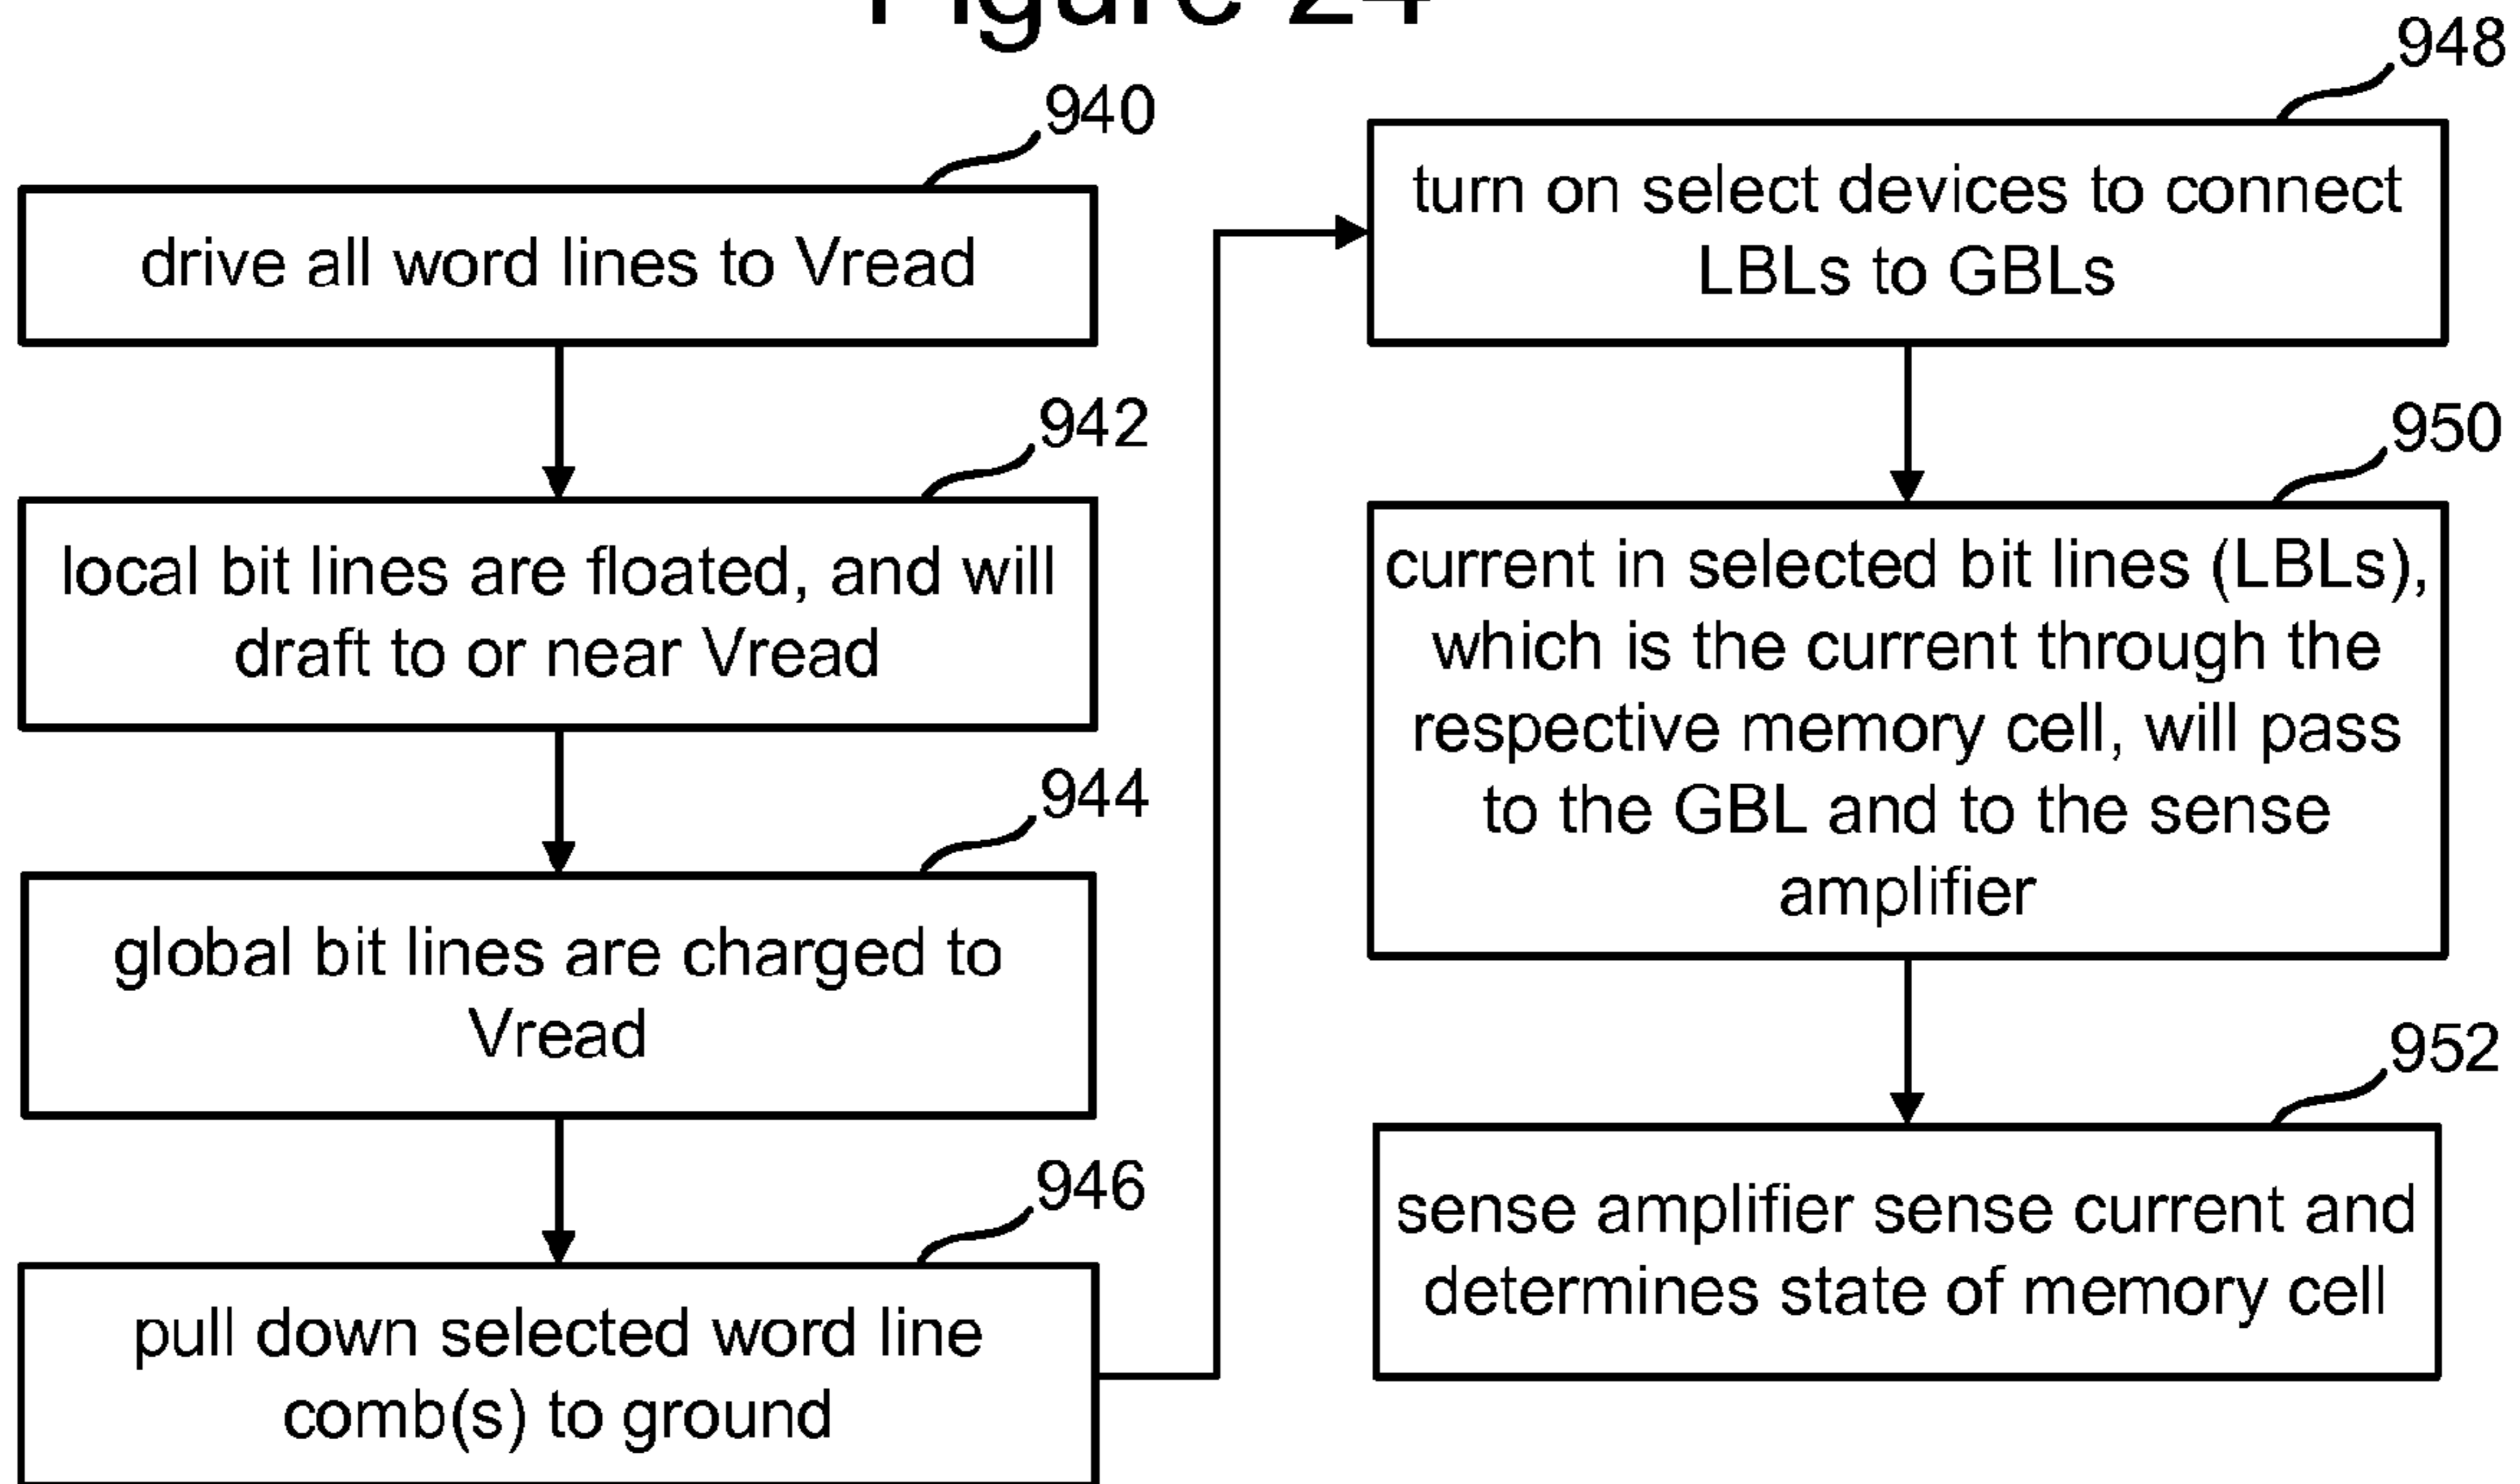 Figure 24
940
drive all word lines to Vread
942
local bit lines are floated, and will
draft to or near Vread
944
global bit lines are charged to
Vread
946
pull down selected word line
comb(s) to ground
948
turn on select devices to connect
LBLs to GBLs
950
current in selected bit lines (LBLs),
which is the current through the
respective memory cell, will pass
to the GBL and to the sense
amplifier
952
sense amplifier sense current and
determines state of memory cell